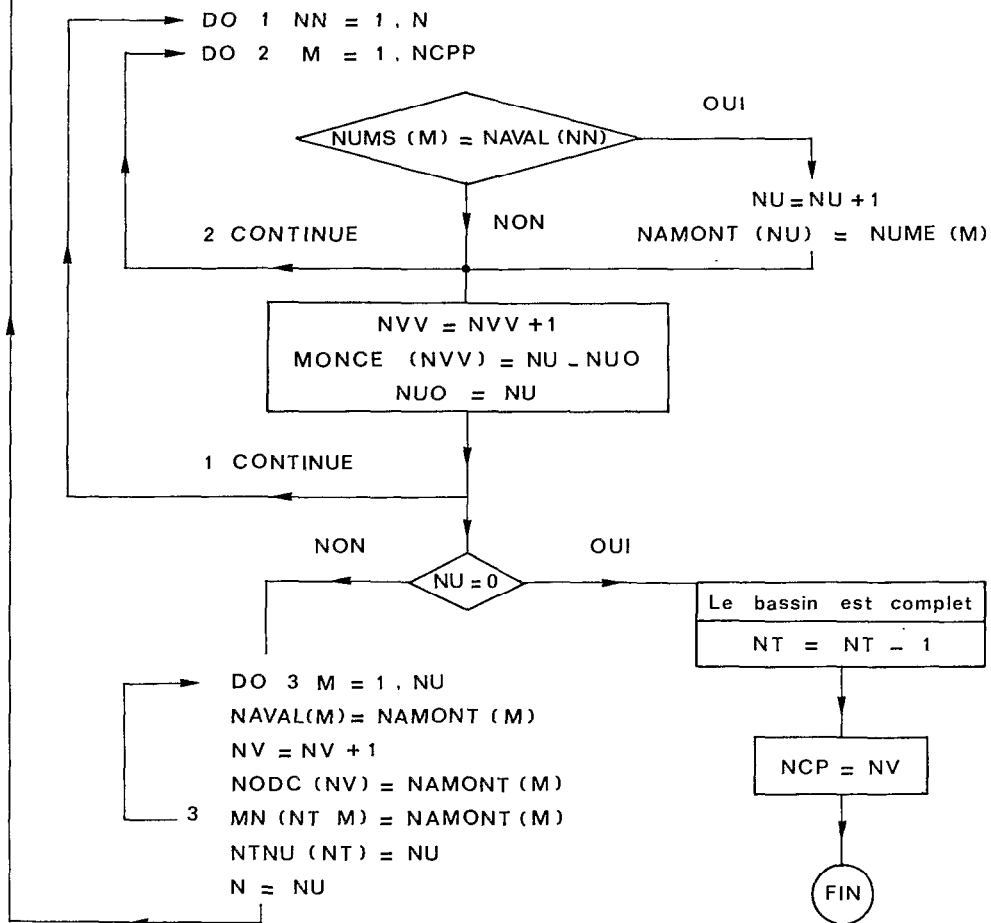 DO 1 NN = 1, N
DO 2 M = 1, NCPP
OUI
NUMS (M) = NAVAL (NN)
NU = NU + 1
NON
2 CONTINUE
NAMONT (NU) = NUME (M)
NVV = NVV + 1
MONCE (NVV) = NU - NUO
NUO = NU
1 CONTINUE
NON
OUI
NU = 0
Le bassin est complet
NT = NT - 1
DO 3 M = 1, NU
NAVAL(M) = NAMONT (M)
NV = NV + 1
NCP = NV
NODC (NV) = NAMONT (M)
3 MN (NT M) = NAMONT (M)
NTNU (NT) = NU
N = NU
FIN